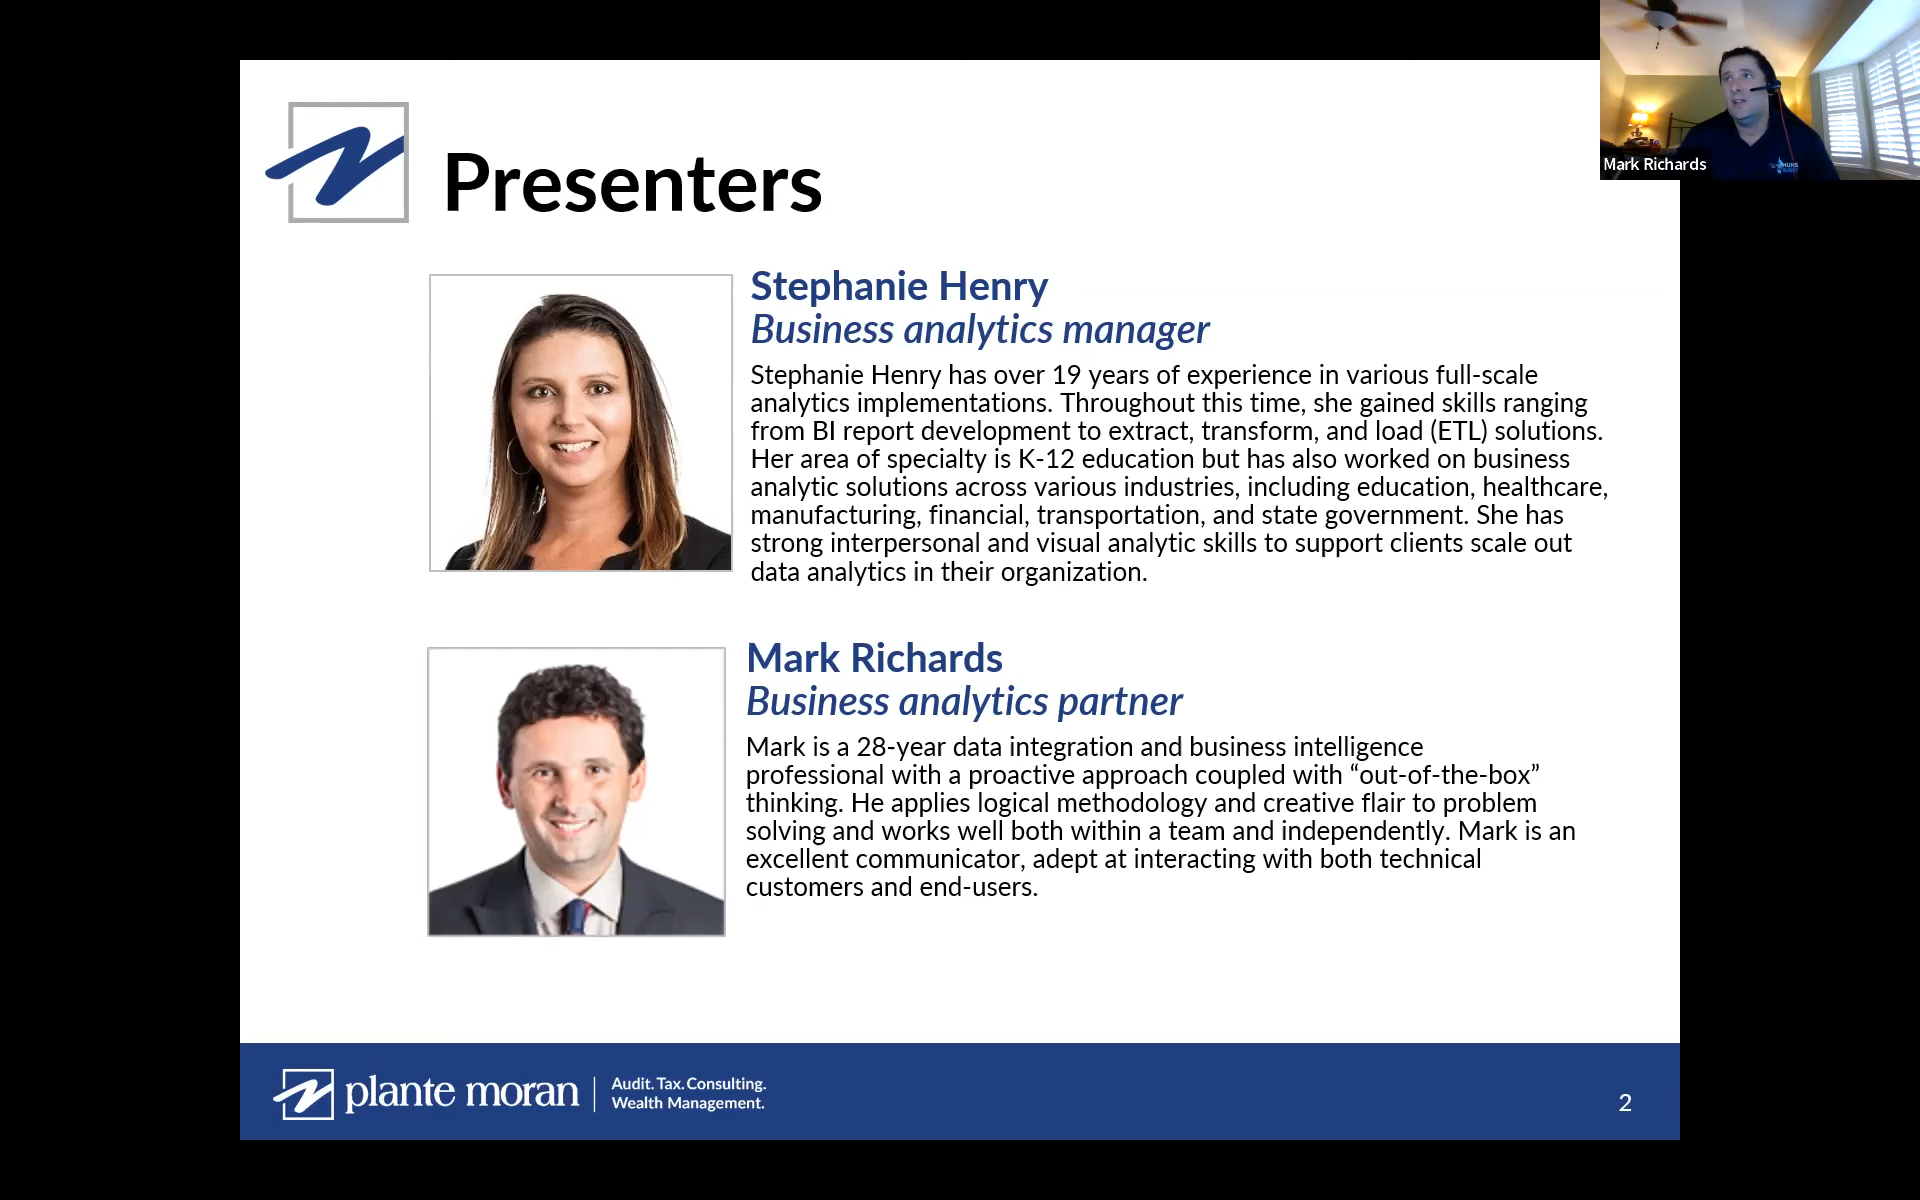 Mark Richards
Presenters
Stephanie Henry
Business analytics manager
Stephanie Henry has over 19 years of experience in various full-scale
analytics implementations. Throughout this time, she gained skills ranging
from BI report development to extract, transform, and load (ETL) solutions.
Her area of specialty is K-12 education but has also worked on business
analytic solutions across various industries, including education, healthcare,
manufacturing, financial, transportation, and state government. She has
strong interpersonal and visual analytic skills to support clients scale out
data analytics in their organization.
Mark Richards
Business analytics partner
Mark is a 28-year data integration and business intelligence
professional with a proactive approach coupled with “out-of-the-box”
thinking. He applies logical methodology and creative flair to problem
solving and works well both within a team and independently. Mark is an
excellent communicator, adept at interacting with both technical
customers and end-users.
plante moran
Audit. Tax. Consulting.
Wealth Management.
2